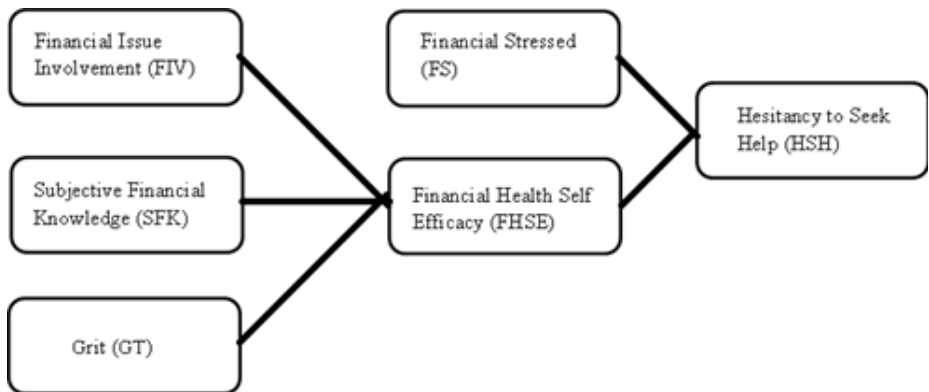 Financial Issue
Involvement (FIV)
Financial Stressed
(FS)
Hesitancy to Seek
Help (HSH)
Subjective Financial
Knowledge (SFK)
Financial Health Self
Efficacy (FHSE)
Grit (GT)